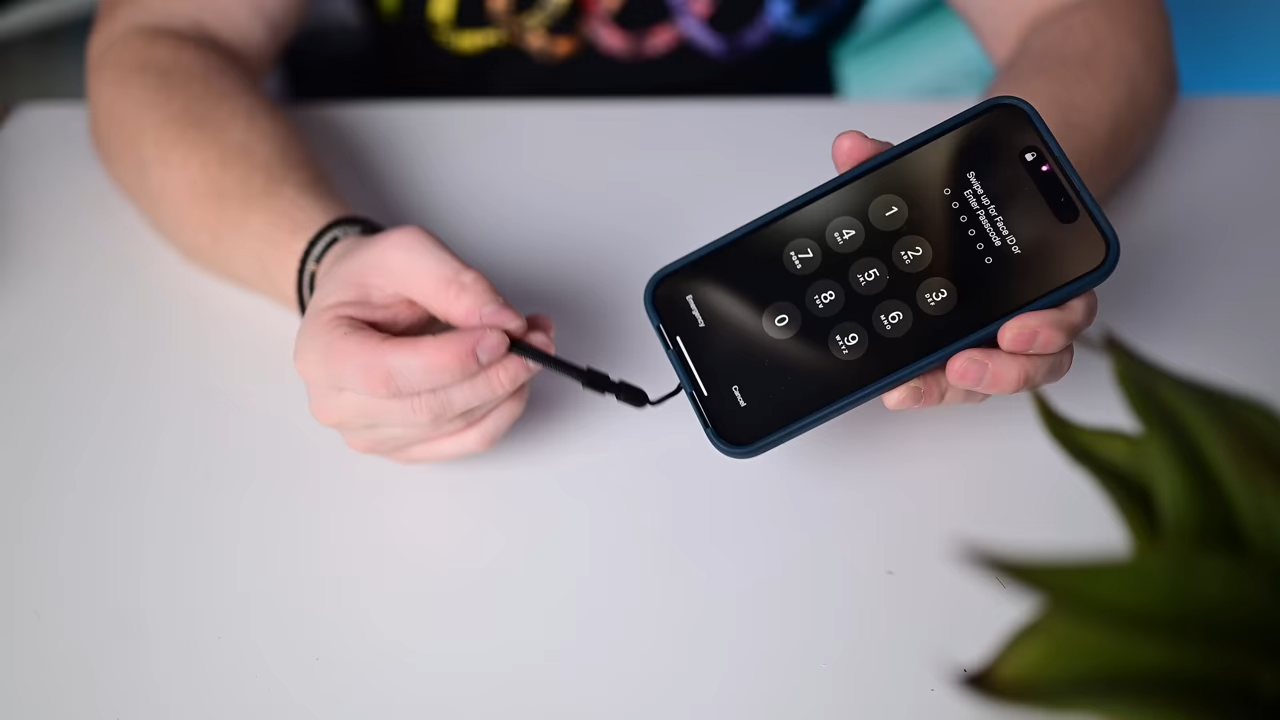 Swipe up for Face ID or
Enter Passcode
1
2
ABC
3
DEF
4
GHI
5
JKL
6
MNO
7
PQRS
8
TUV
9
WXYZ
0
Emergency
Cancel